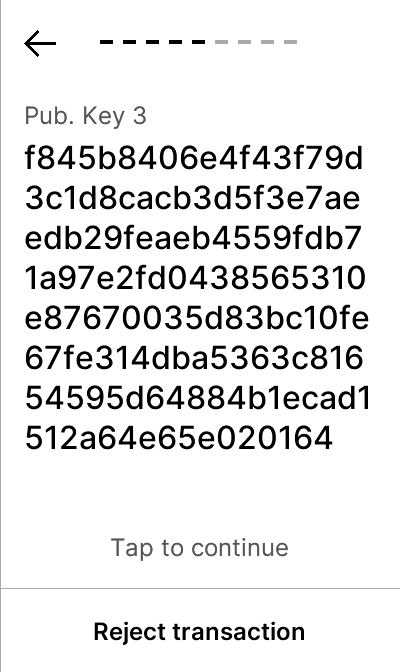 Pub. Key 3
f845b8406e4f43f79d
3c1d8cacb3d5f3e7ae
edb29feaeb4559fdb7
1a97e2fd0438565310
e87670035d83bc10fe
67fe314dba5363c816
54595d64884b1ecad1
512a64e65e020164
Tap to continue
Reject transaction